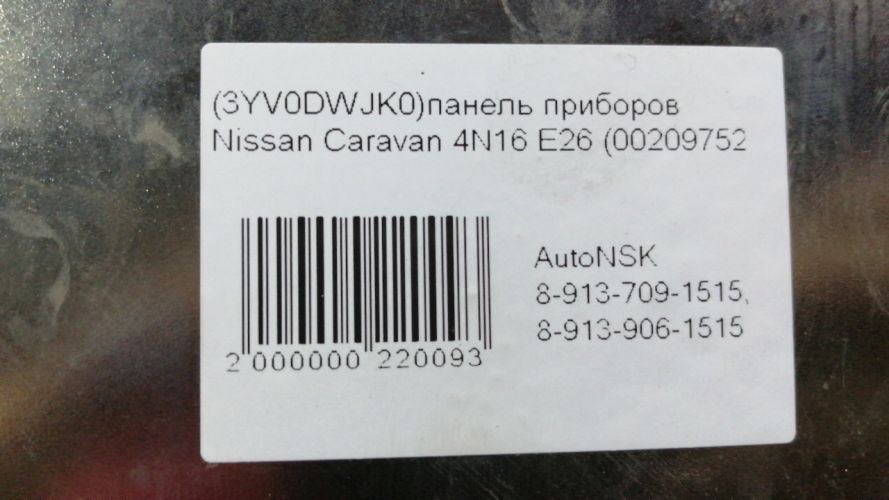 (3YV0DWJK0)панель приборов
Nissan Caravan 4N16 E26 (00209752
AutoNSK
8-913-709-1515,
8-913-906-1515
2 000000 220093